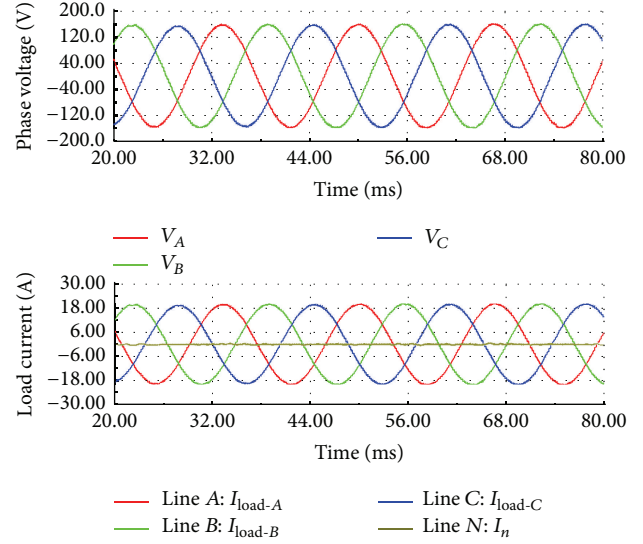 Phase voltage (V)
200.0
120.0
40.00
−40.00
−120.0
−200.0
20.00 32.00 44.00 56.00 68.00 80.00
Time (ms)
V_A V_C
V_B
Load current (A)
30.00
18.00
6.00
−6.00
−18.00
−30.00
20.00 32.00 44.00 56.00 68.00 80.00
Time (ms)
Line A: I_load-A Line C: I_load-C
Line B: I_load-B Line N: I_n